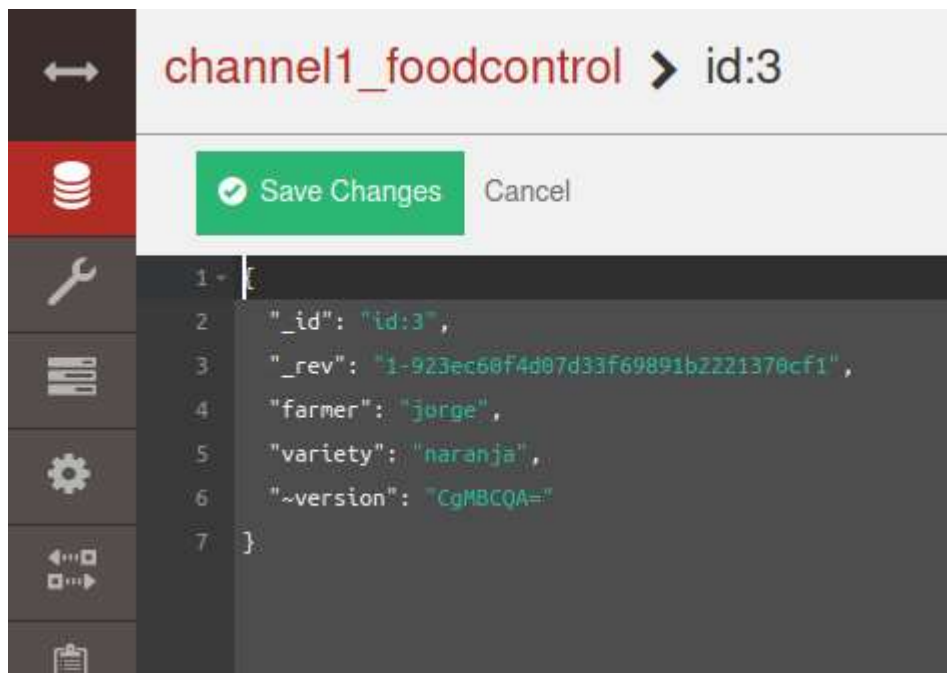 channel1_foodcontrol > id:3
Save Changes Cancel
1 {
2 "_id": "id:3",
3 "_rev": "1-923ec60f4d07d33f69891b2221370cf1",
4 "farmer": "jorge",
5 "variety": "naranja",
6 "~version": "CgMBCQA="
7 }